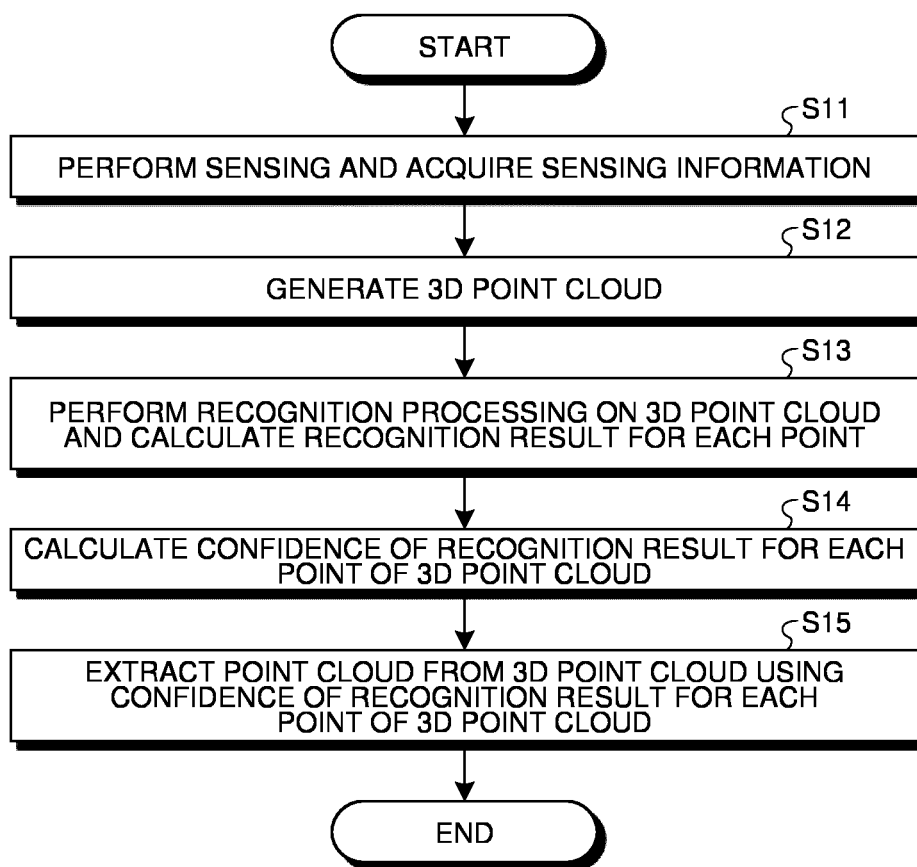 START
S11
PERFORM SENSING AND ACQUIRE SENSING INFORMATION
S12
GENERATE 3D POINT CLOUD
S13
PERFORM RECOGNITION PROCESSING ON 3D POINT CLOUD
AND CALCULATE RECOGNITION RESULT FOR EACH POINT
S14
CALCULATE CONFIDENCE OF RECOGNITION RESULT FOR EACH
POINT OF 3D POINT CLOUD
S15
EXTRACT POINT CLOUD FROM 3D POINT CLOUD USING
CONFIDENCE OF RECOGNITION RESULT FOR EACH
POINT OF 3D POINT CLOUD
END